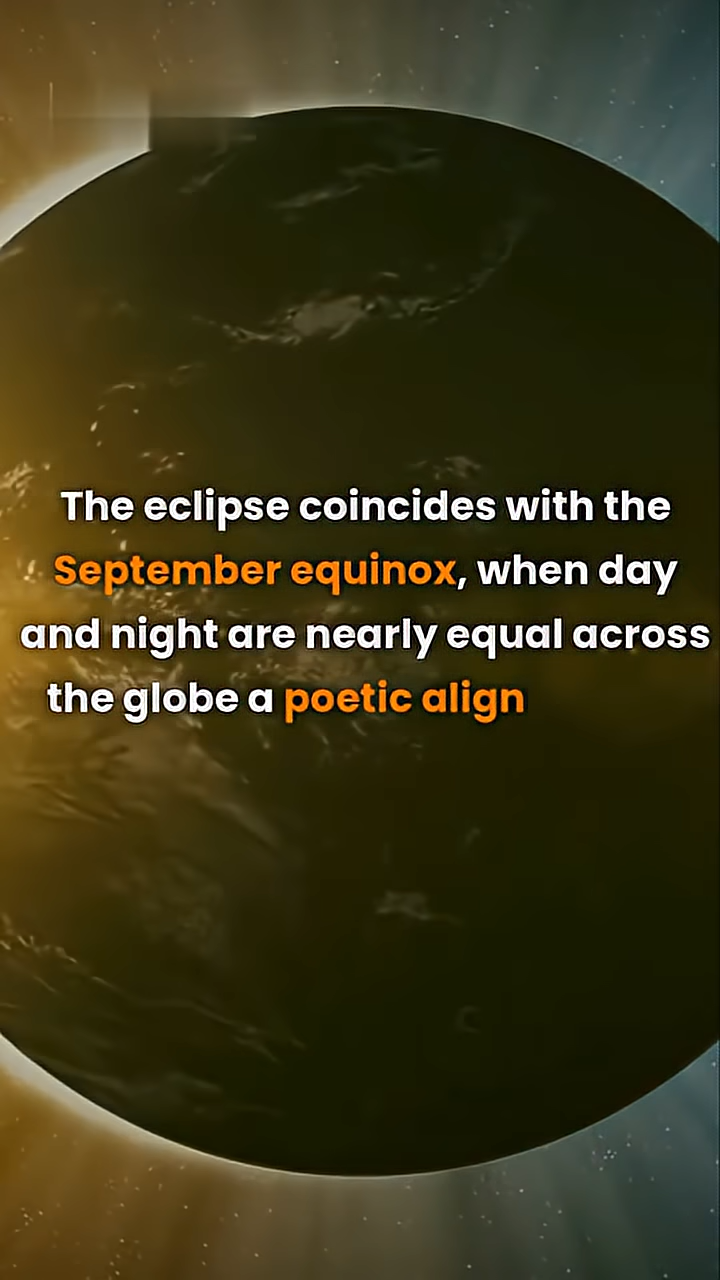 The eclipse coincides with the
September equinox, when day
and night are nearly equal across
the globe a poetic align